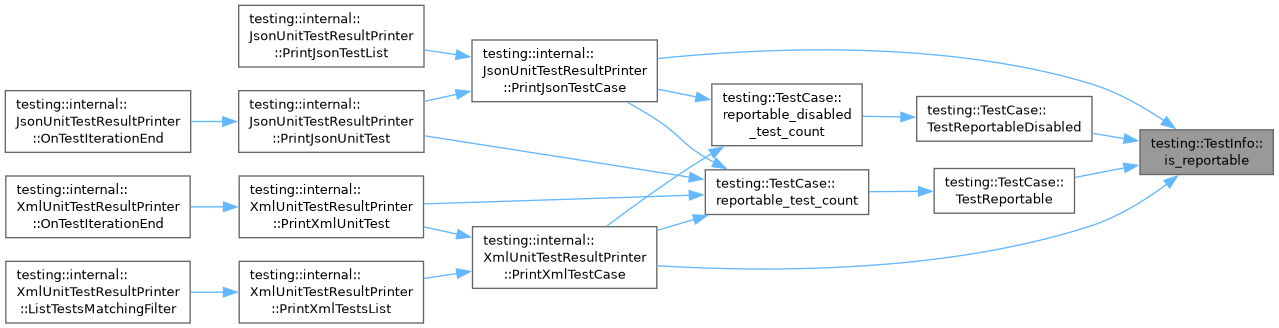 testing::internal::
JsonUnitTestResultPrinter
::PrintJsonTestList
testing::internal::
JsonUnitTestResultPrinter
::PrintJsonTestCase
testing::internal::
JsonUnitTestResultPrinter
::OnTestIterationEnd
testing::internal::
JsonUnitTestResultPrinter
::PrintJsonUnitTest
testing::TestCase::
reportable_disabled
_test_count
testing::TestCase::
TestReportableDisabled
testing::TestInfo::
is_reportable
testing::internal::
XmlUnitTestResultPrinter
::OnTestIterationEnd
testing::internal::
XmlUnitTestResultPrinter
::PrintXmlUnitTest
testing::TestCase::
reportable_test_count
testing::TestCase::
TestReportable
testing::internal::
XmlUnitTestResultPrinter
::PrintXmlTestCase
testing::internal::
XmlUnitTestResultPrinter
::ListTestsMatchingFilter
testing::internal::
XmlUnitTestResultPrinter
::PrintXmlTestsList